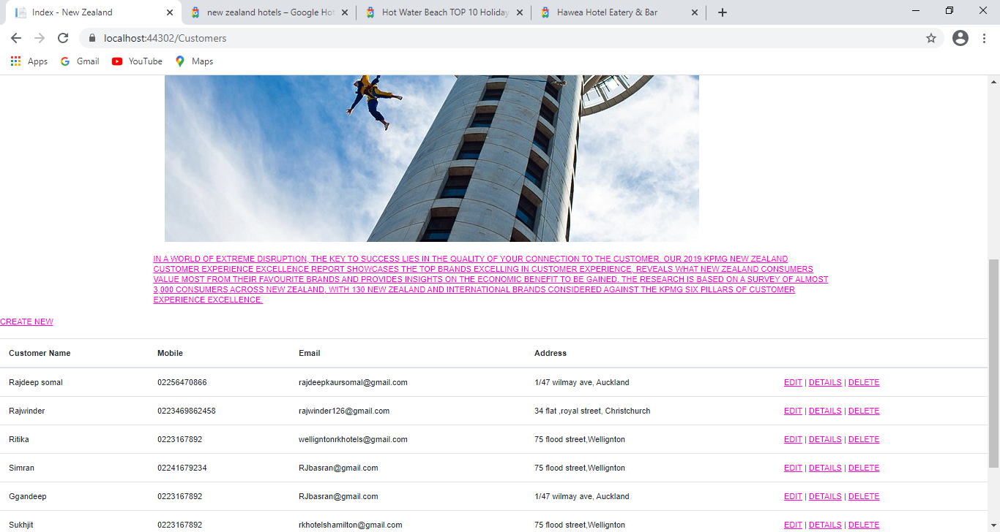 Index - New Zealand
new zealand hotels – Google Hot
Hot Water Beach TOP 10 Holiday
Hawea Hotel Eatery & Bar
localhost:44302/Customers
Apps Gmail YouTube Maps
IN A WORLD OF EXTREME DISRUPTION, THE KEY TO SUCCESS LIES IN THE QUALITY OF YOUR CONNECTION TO THE CUSTOMER. OUR 2019 KPMG NEW ZEALAND
CUSTOMER EXPERIENCE EXCELLENCE REPORT SHOWCASES THE TOP BRANDS EXCELLING IN CUSTOMER EXPERIENCE, REVEALS WHAT NEW ZEALAND CONSUMERS
VALUE MOST FROM THEIR FAVOURITE BRANDS AND PROVIDES INSIGHTS ON THE ECONOMIC BENEFIT TO BE GAINED. THE RESEARCH IS BASED ON A SURVEY OF ALMOST
3,000 CONSUMERS ACROSS NEW ZEALAND, WITH 130 NEW ZEALAND AND INTERNATIONAL BRANDS CONSIDERED AGAINST THE KPMG SIX PILLARS OF CUSTOMER
EXPERIENCE EXCELLENCE.
CREATE NEW
Customer Name Mobile Email Address
Rajdeep somal 02256470866 rajdeepkaursomal@gmail.com 1/47 wilmay ave, Auckland EDIT | DETAILS | DELETE
Rajwinder 0223469862458 rajwinder126@gmail.com 34 flat ,royal street, Christchurch EDIT | DETAILS | DELETE
Ritika 0223167892 welligntonrkhotels@gmail.com 75 flood street,Wellignton EDIT | DETAILS | DELETE
Simran 02241679234 RJbasran@gmail.com 75 flood street,Wellignton EDIT | DETAILS | DELETE
Ggandeep 0223167892 RJbasran@gmail.com 1/47 wilmay ave, Auckland EDIT | DETAILS | DELETE
Sukhjit 0223167892 rkhotelshamilton@gmail.com 75 flood street,Wellignton EDIT | DETAILS | DELETE